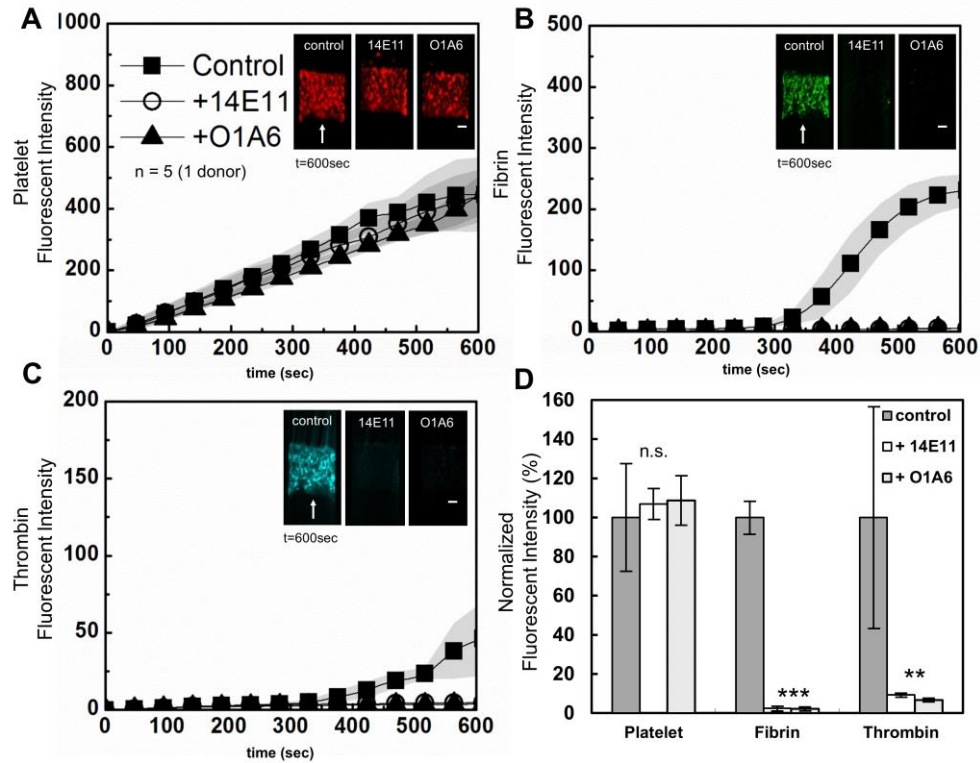 A
1000
800
600
400
200
0
Platelet
Fluorescent Intensity
Control
+14E11
+O1A6
n = 5 (1 donor)
control 14E11 O1A6
t=600sec
0 100 200 300 400 500 600
time (sec)
B
500
400
300
200
100
0
Fibrin
Fluorescent Intensity
control 14E11 O1A6
t=600sec
0 100 200 300 400 500 600
time (sec)
C
200
150
100
50
0
Thrombin
Fluorescent Intensity
control 14E11 O1A6
t=600sec
0 100 200 300 400 500 600
time (sec)
D
160
140
120
100
80
60
40
20
0
Normalized
Fluorescent Intensity (%)
control
+ 14E11
+ O1A6
n.s.
***
**
Platelet Fibrin Thrombin